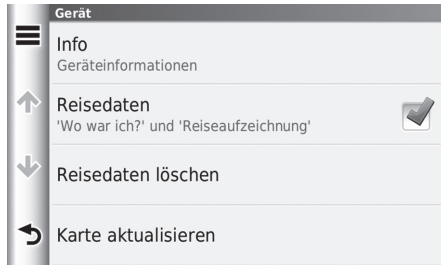 Gerät
Info
Geräteinformationen
Reisedaten
'Wo war ich?' und 'Reiseaufzeichnung'
Reisedaten löschen
Karte aktualisieren